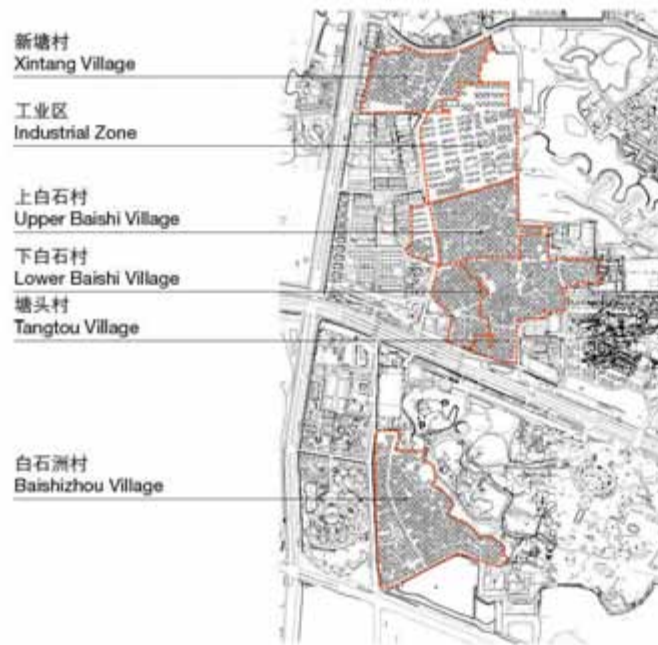 新塘村
Xintang Village
工业区
Industrial Zone
上白石村
Upper Baishi Village
下白石村
Lower Baishi Village
塘头村
Tangtou Village
白石洲村
Baishizhou Village